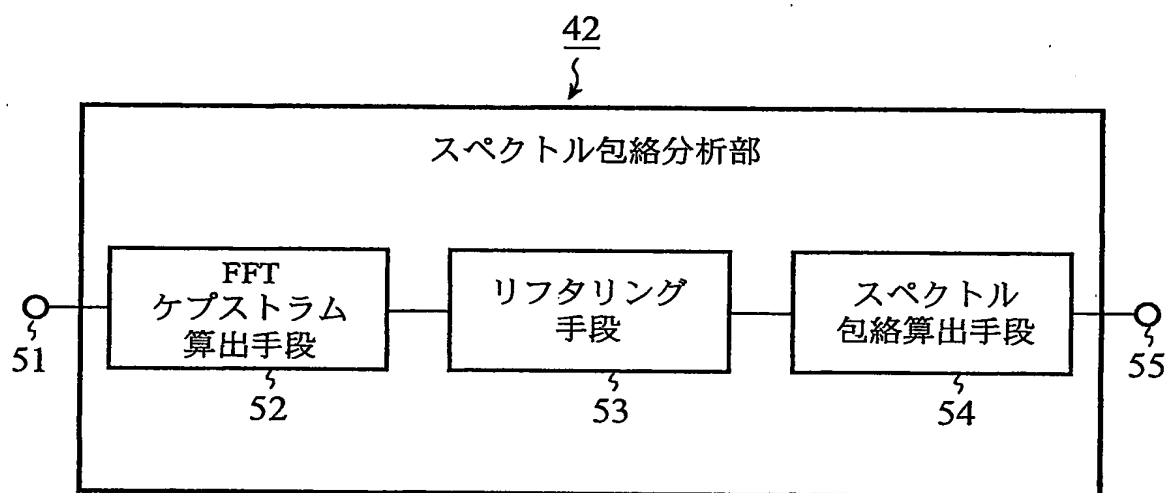 42
スペクトル包絡分析部
FFT
ケプストラム
算出手段
リフタリング
手段
スペクトル
包絡算出手段
51
52
53
54
55